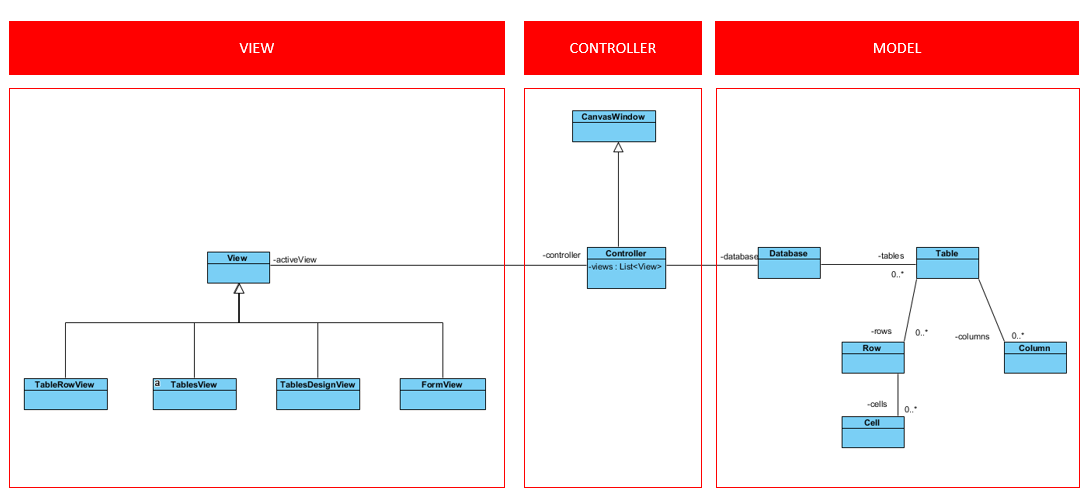 VIEW
CONTROLLER
MODEL
CanvasWindow
View
-activeView
-controller
Controller
-views : List<View>
-database
Database
-tables
0..*
Table
-rows
0..*
-columns
0..*
Row
Column
-cells
0..*
Cell
TableRowView
a
TablesView
TablesDesignView
FormView